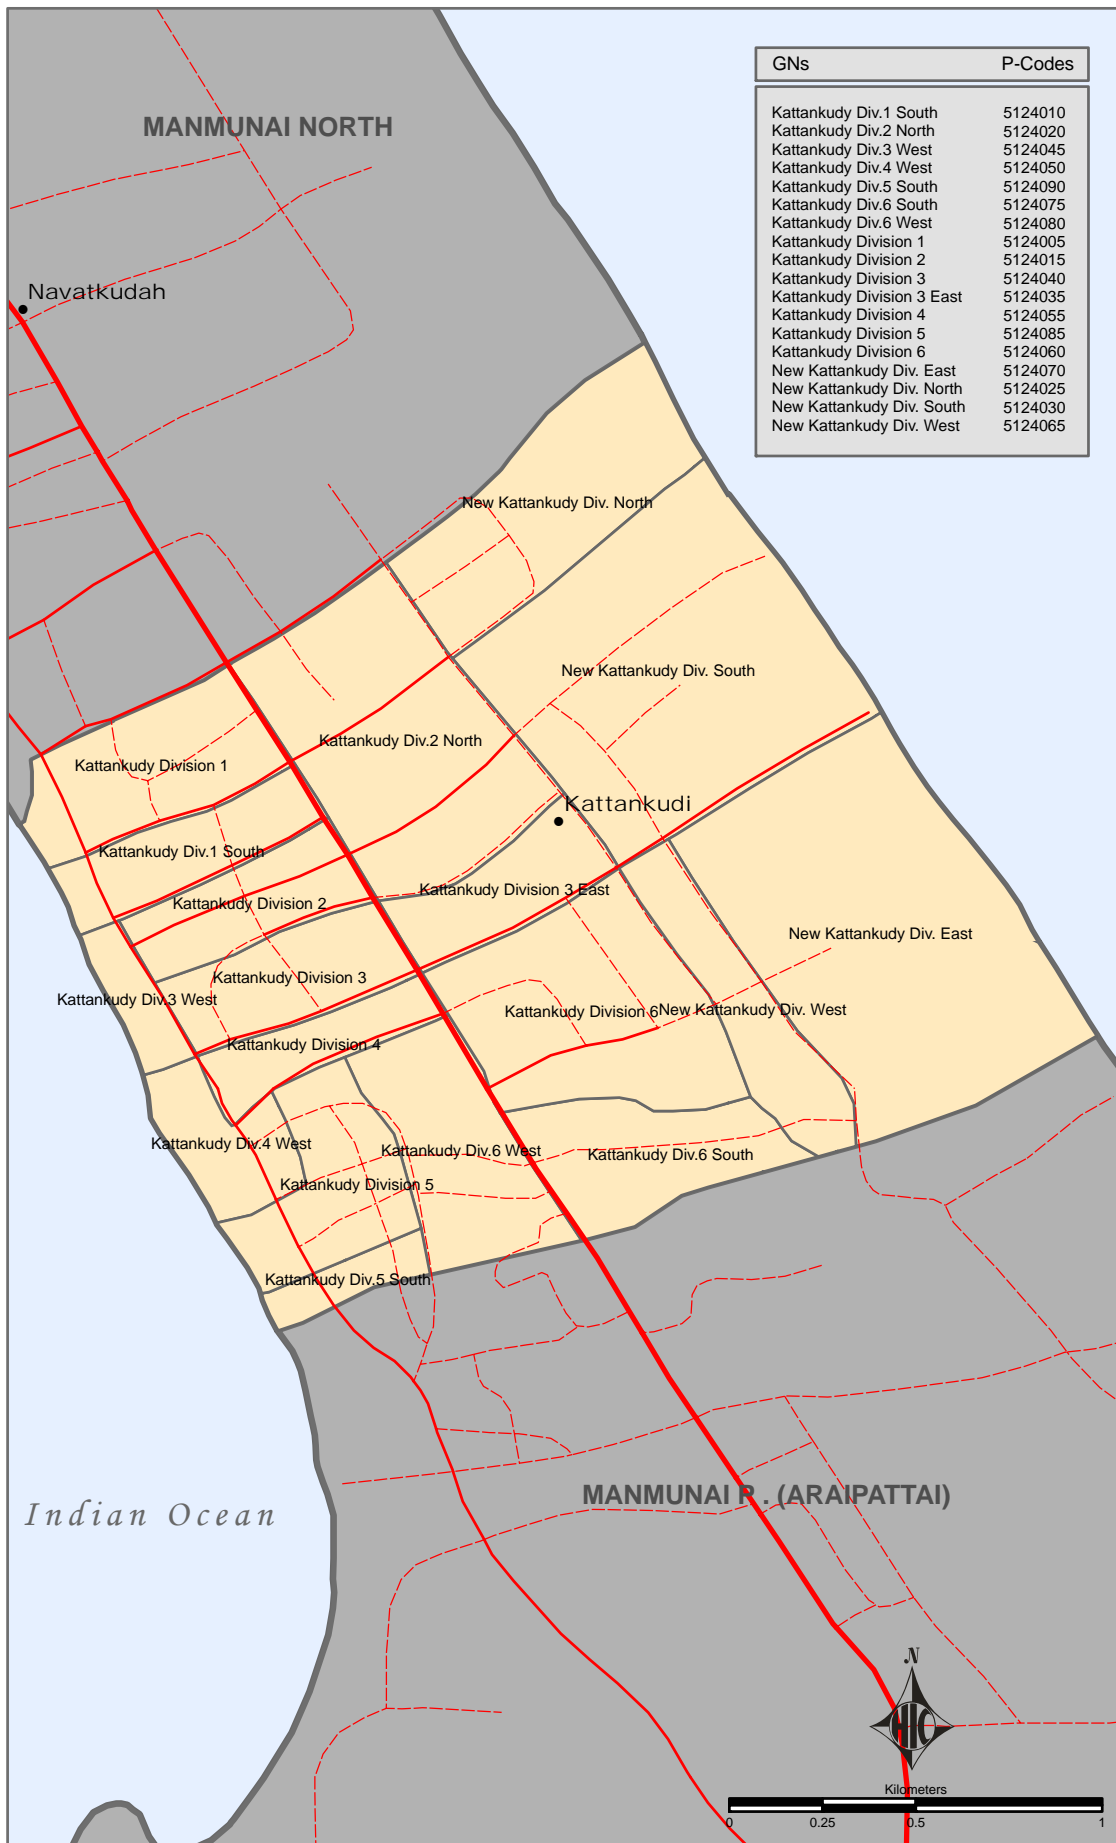 GNs P-Codes
Kattankudy Div.1 South 5124010
Kattankudy Div.2 North 5124020
Kattankudy Div.3 West 5124045
Kattankudy Div.4 West 5124050
Kattankudy Div.5 South 5124090
Kattankudy Div.6 South 5124075
Kattankudy Div.6 West 5124080
Kattankudy Division 1 5124005
Kattankudy Division 2 5124015
Kattankudy Division 3 5124040
Kattankudy Division 3 East 5124035
Kattankudy Division 4 5124055
Kattankudy Division 5 5124085
Kattankudy Division 6 5124060
New Kattankudy Div. East 5124070
New Kattankudy Div. North 5124025
New Kattankudy Div. South 5124030
New Kattankudy Div. West 5124065
MANMUNAI NORTH
Navatkudah
New Kattankudy Div. North
New Kattankudy Div. South
Kattankudy Div.2 North
Kattankudy Division 1
Kattankudi
Kattankudy Div.1 South
Kattankudy Division 3 East
Kattankudy Division 2
New Kattankudy Div. East
Kattankudy Division 3
Kattankudy Div.3 West
Kattankudy Division 6
New Kattankudy Div. West
Kattankudy Division 4
Kattankudy Div.4 West
Kattankudy Div.6 West
Kattankudy Div.6 South
Kattankudy Division 5
Kattankudy Div.5 South
MANMUNAI P . (ARAIPATTAI)
Indian Ocean
N
HIC
Kilometers
0 0.25 0.5 1